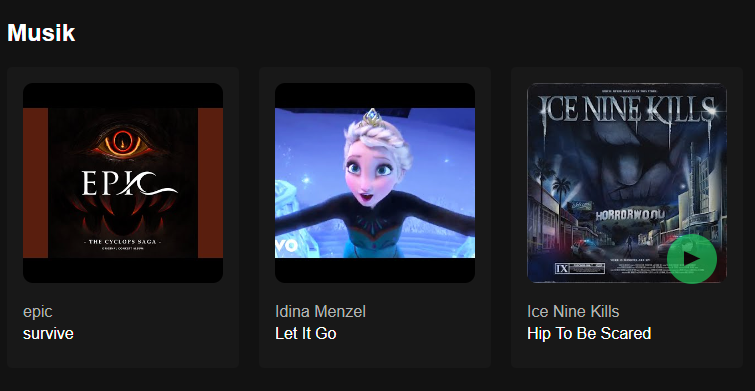 Musik
EPIC
- THE CYCLOPS SAGA -
VO
ICE NINE KILLS
HORRORWOOD
IX
epic
survive
Idina Menzel
Let It Go
Ice Nine Kills
Hip To Be Scared